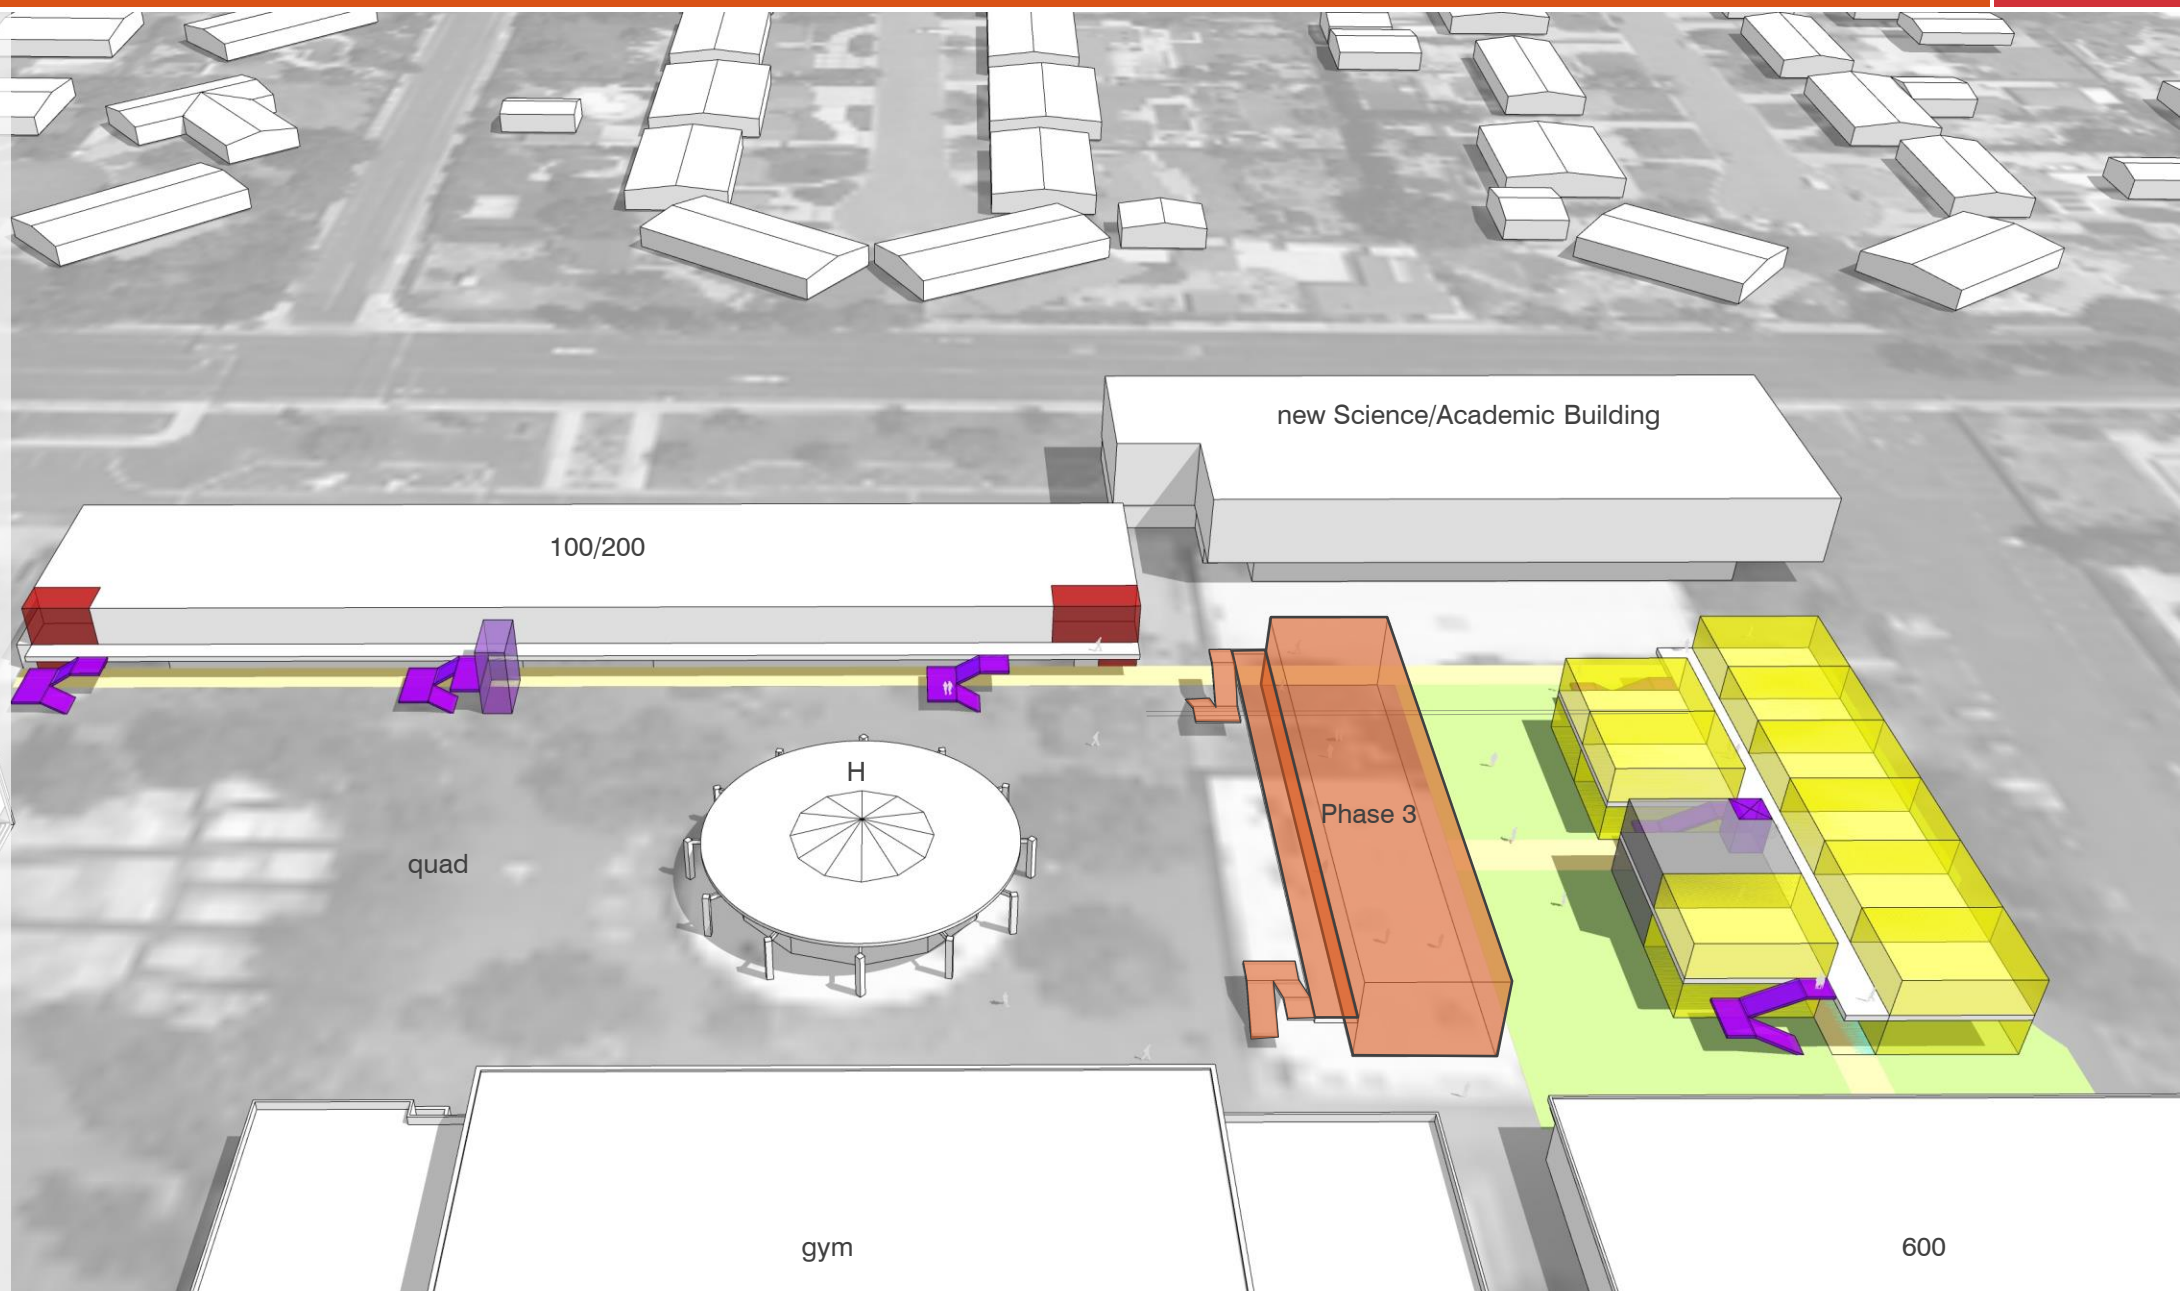 new Science/Academic Building
100/200
H
Phase 3
quad
gym
600